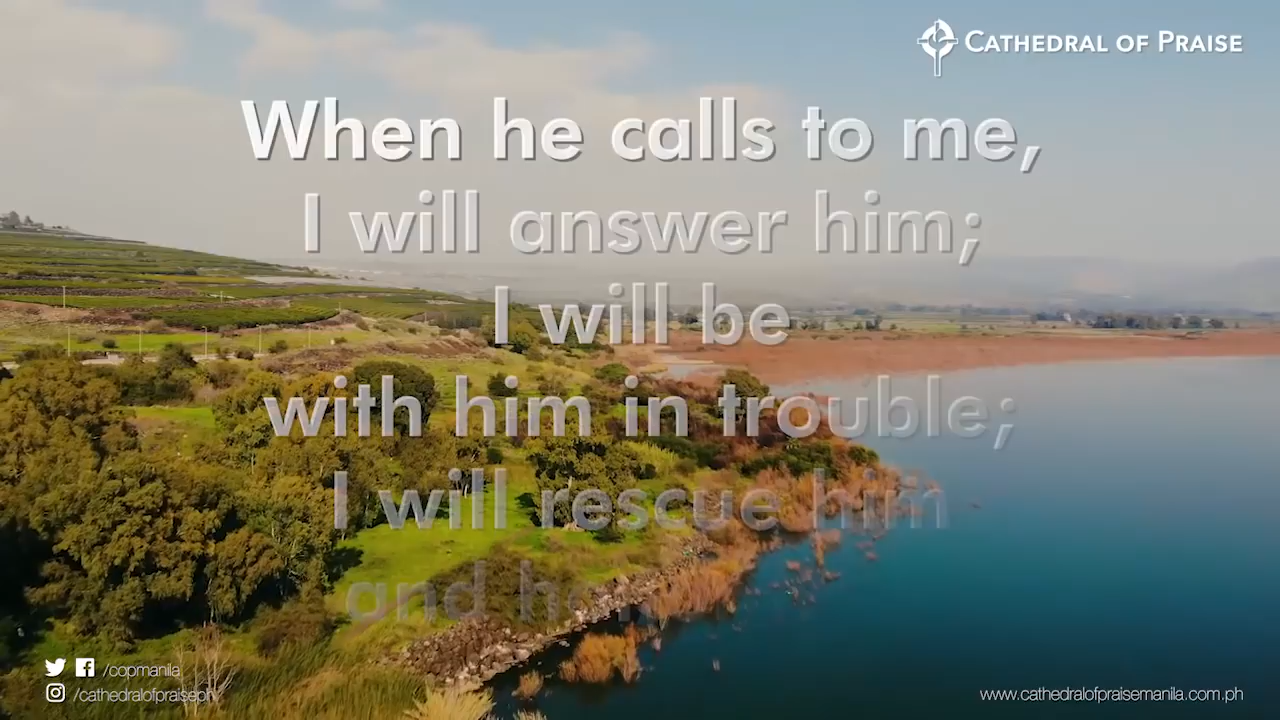 CATHEDRAL OF PRAISE
When he calls to me,
I will answer him;
I will be
with him in trouble;
I will rescue him
and
/copmanila
/cathedralofpraiseph
www.cathedralofpraisemanila.com.ph